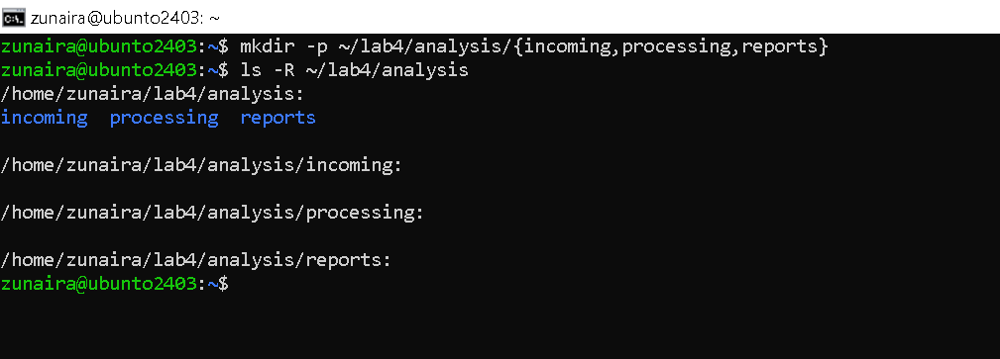 zunaira@ubunto2403: ~
zunaira@ubunto2403:~$ mkdir -p ~/lab4/analysis/{incoming,processing,reports}
zunaira@ubunto2403:~$ ls -R ~/lab4/analysis
/home/zunaira/lab4/analysis:
incoming  processing  reports
/home/zunaira/lab4/analysis/incoming:
/home/zunaira/lab4/analysis/processing:
/home/zunaira/lab4/analysis/reports:
zunaira@ubunto2403:~$